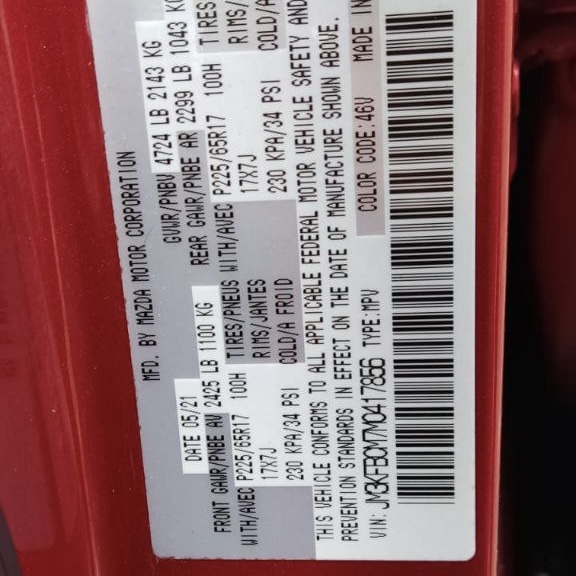 MFD. BY MAZDA MOTOR CORPORATION
DATE 05/21 GVWR/PNBV 4724 LB 2143 KG
FRONT GAWR/PNBE AV 2425 LB 1100 KG REAR GAWR/PNBE AR 2299 LB 1043 KG
WITH/AVEC P225/65R17 100H TIRES/PNEUS WITH/AVEC P225/65R17 100H TIRES
17X7J RIMS/JANTES 17X7J RIMS/
230 KPA/34 PSI COLD/A FROID 230 KPA/34 PSI COLD/A
THIS VEHICLE CONFORMS TO ALL APPLICABLE FEDERAL MOTOR VEHICLE SAFETY AND
PREVENTION STANDARDS IN EFFECT ON THE DATE OF MANUFACTURE SHOWN ABOVE.
VIN: JM3KFBCM7M0417856 TYPE:MPV COLOR CODE:46V MADE IN